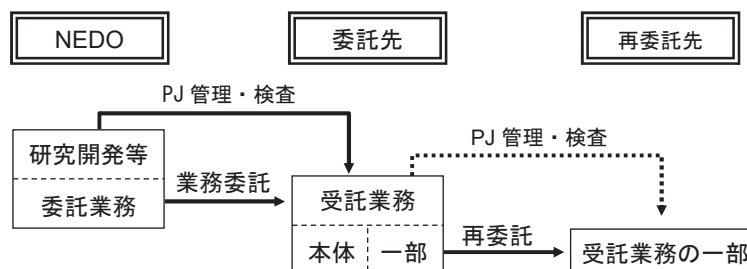 NEDO
委託先
再委託先
PJ 管理・検査
PJ 管理・検査
研究開発等
委託業務
業務委託
受託業務
本体
一部
再委託
受託業務の一部